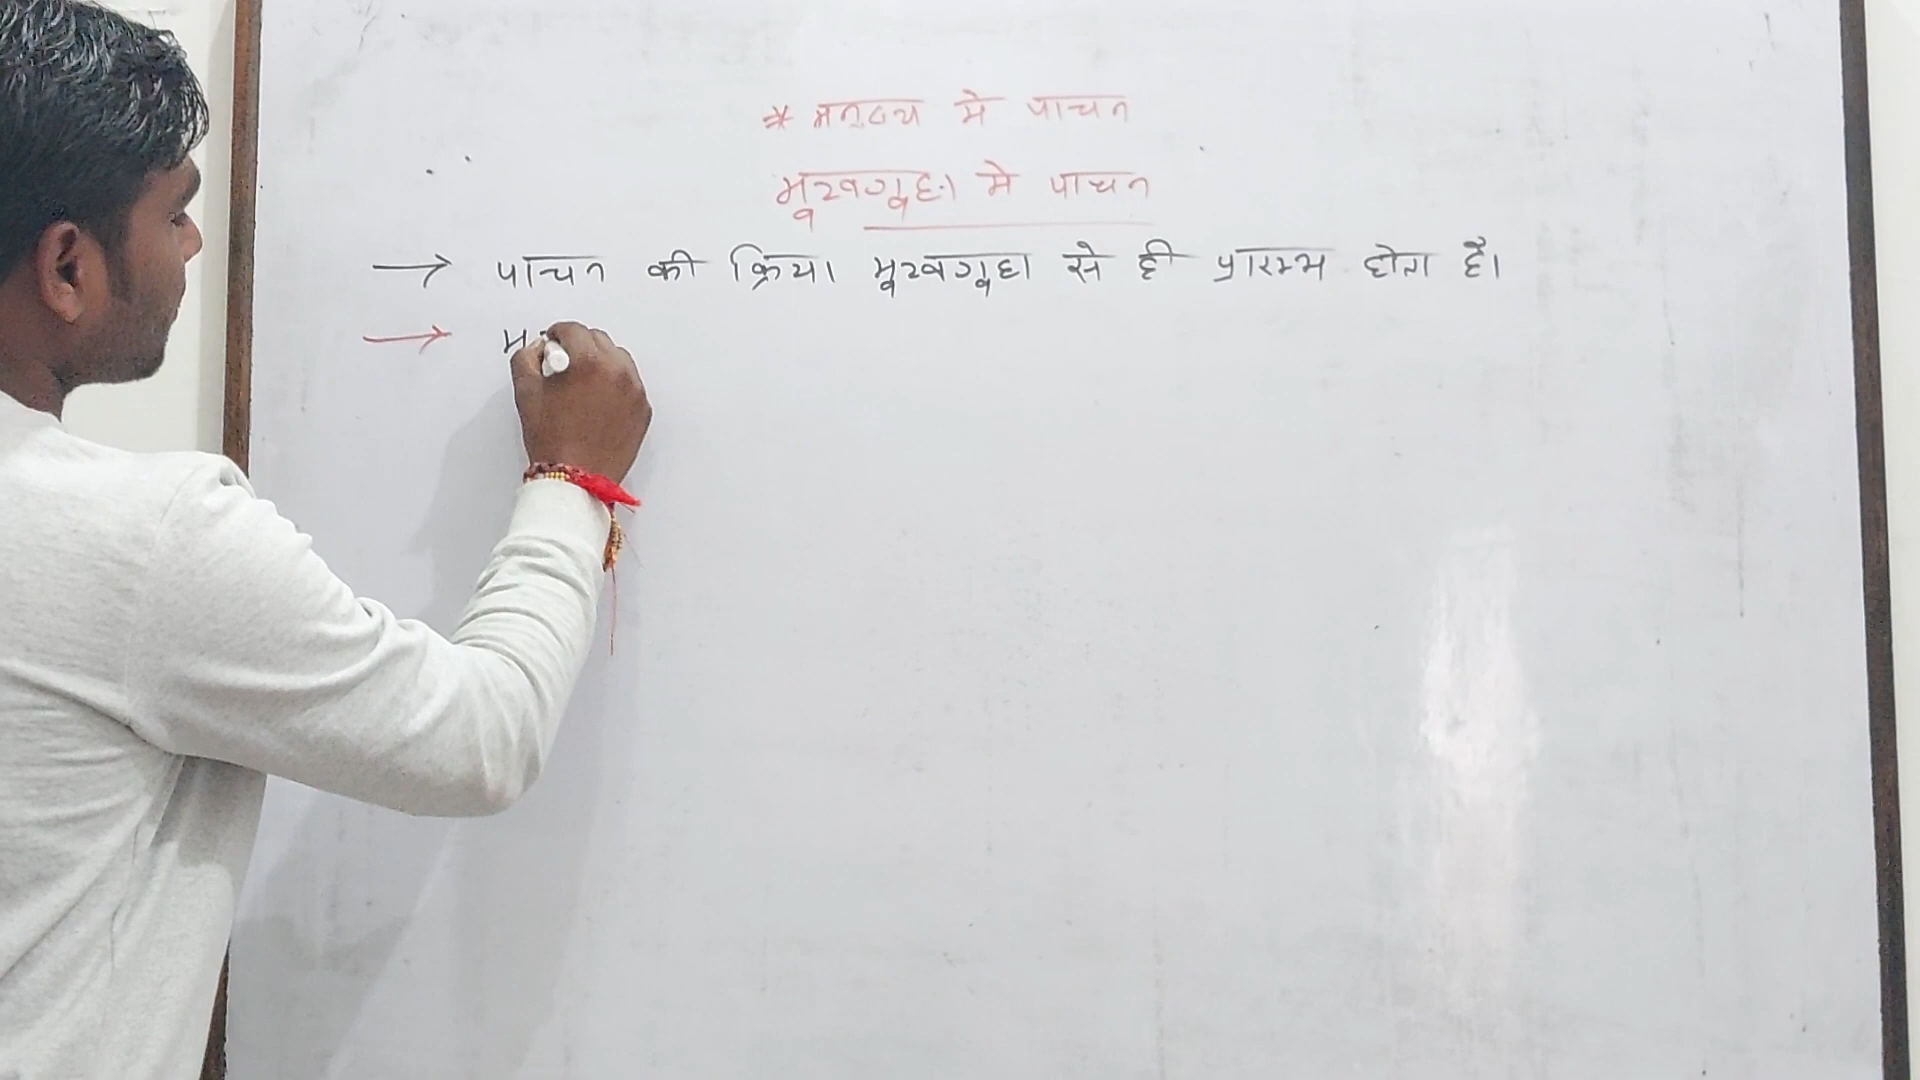 * मनुष्य मे पाचन
मूखगूहा मे पाचन
→ पाचन की क्रिया मूखगूहा से ही प्रारम्भ होता है।
→ म